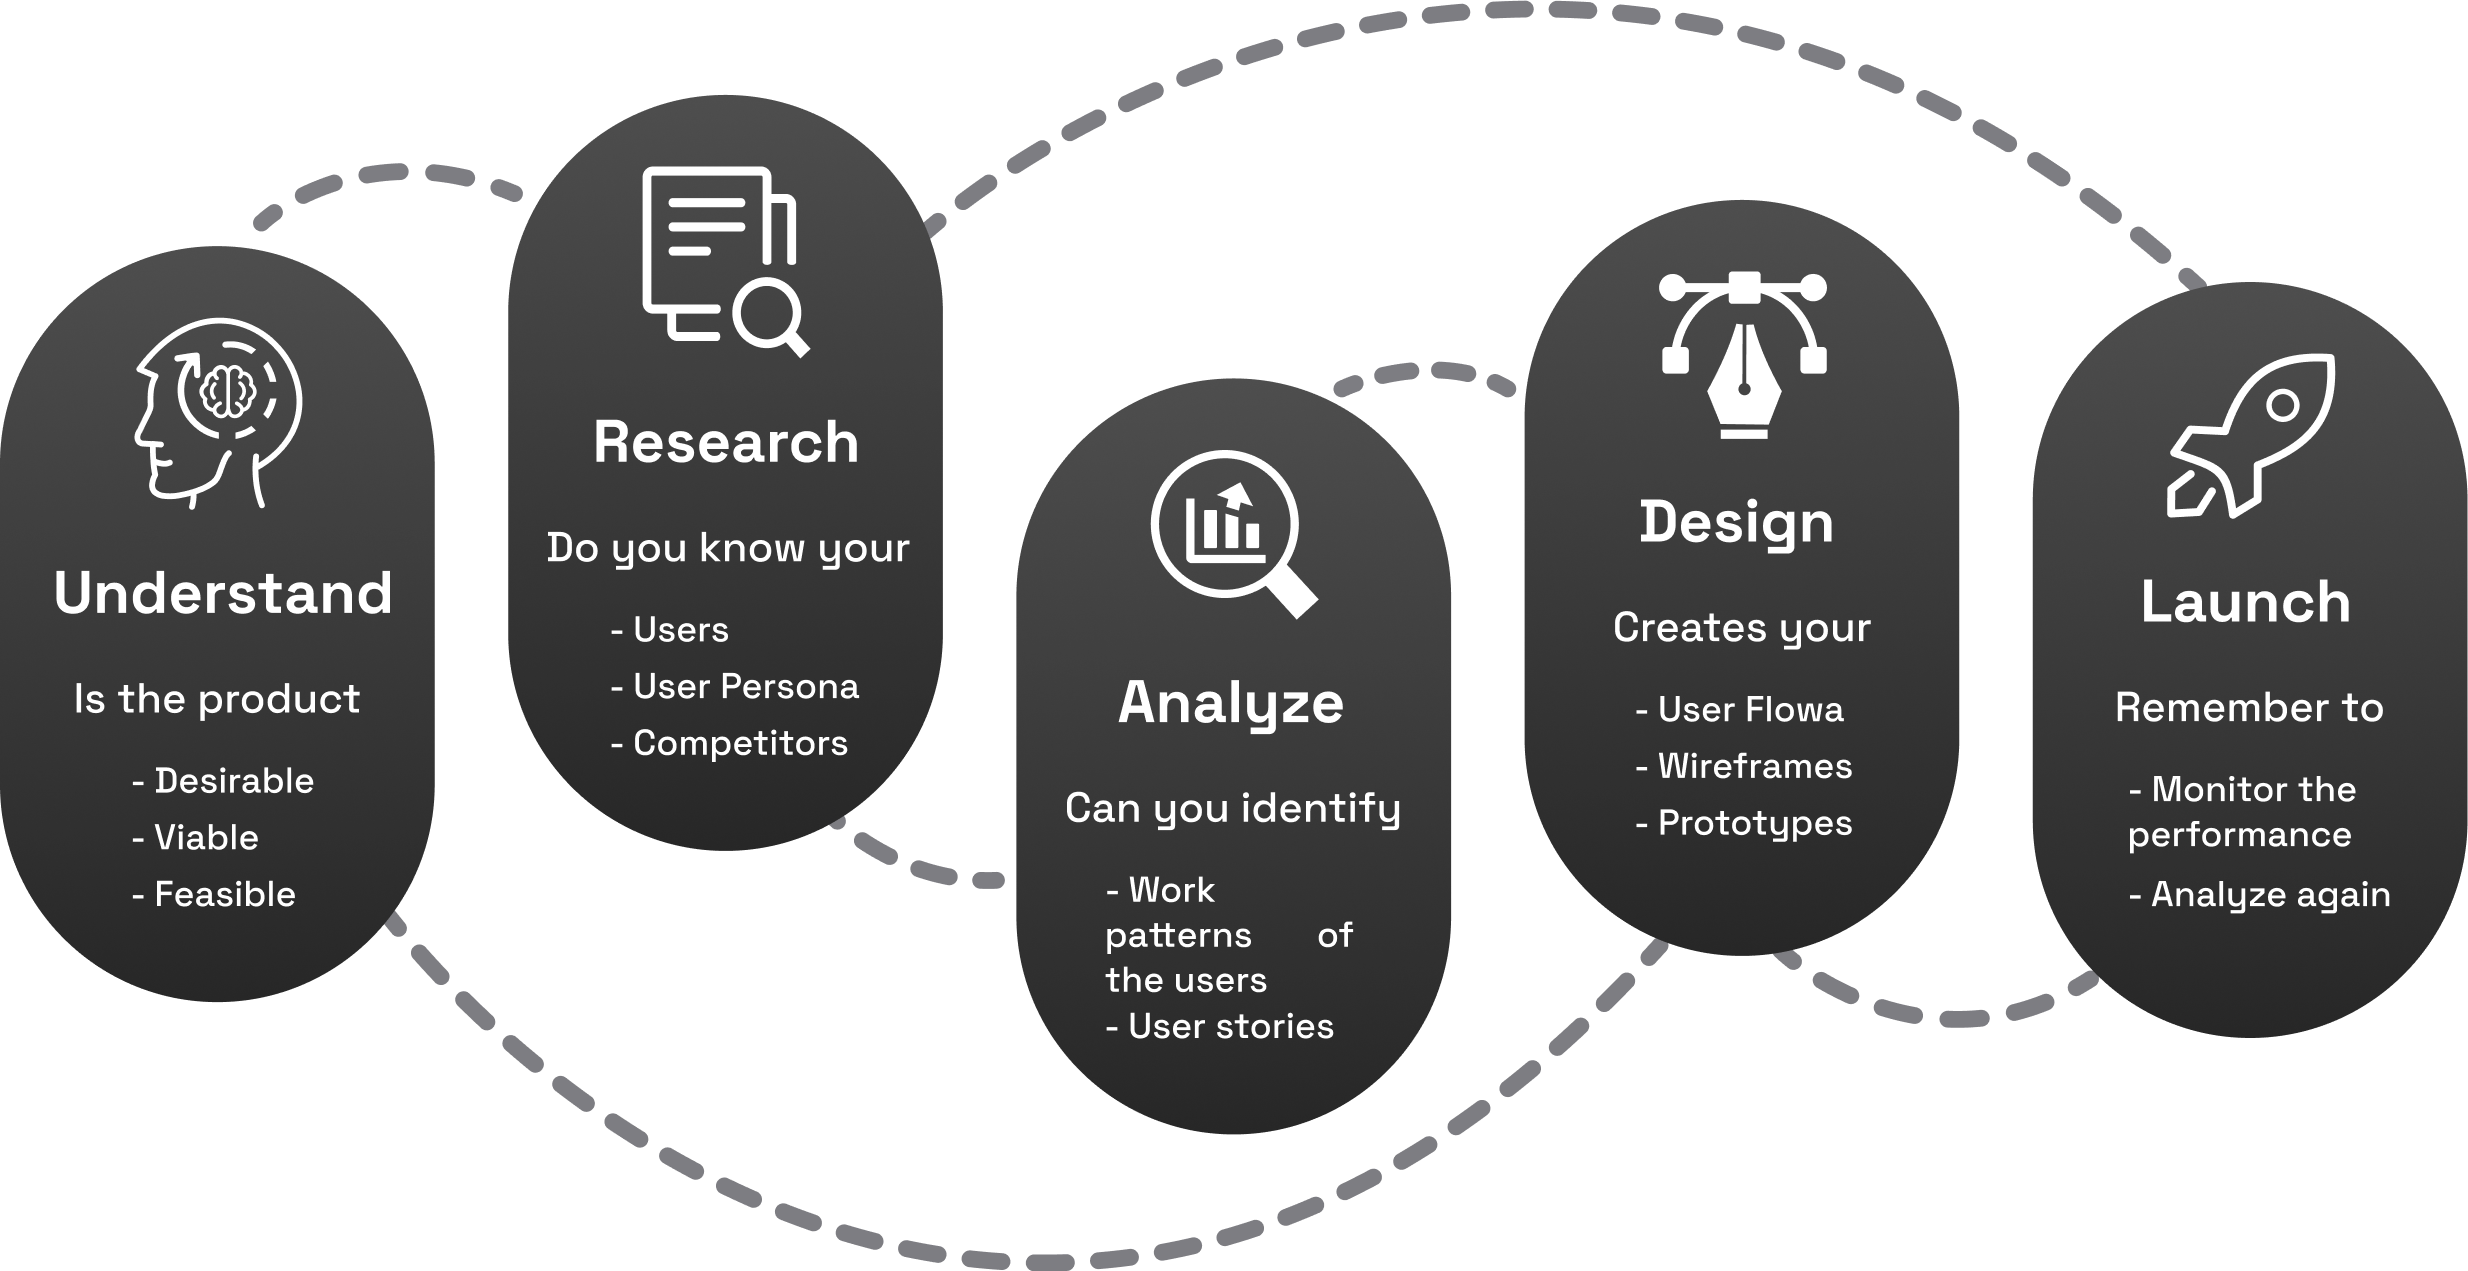 Understand
Is the product
- Desirable
- Viable
- Feasible
Research
Do you know your
- Users
- User Persona
- Competitors
Analyze
Can you identify
- Work
patterns of
the users
- User stories
Design
Creates your
- User Flowa
- Wireframes
- Prototypes
Launch
Remember to
- Monitor the
performance
- Analyze again